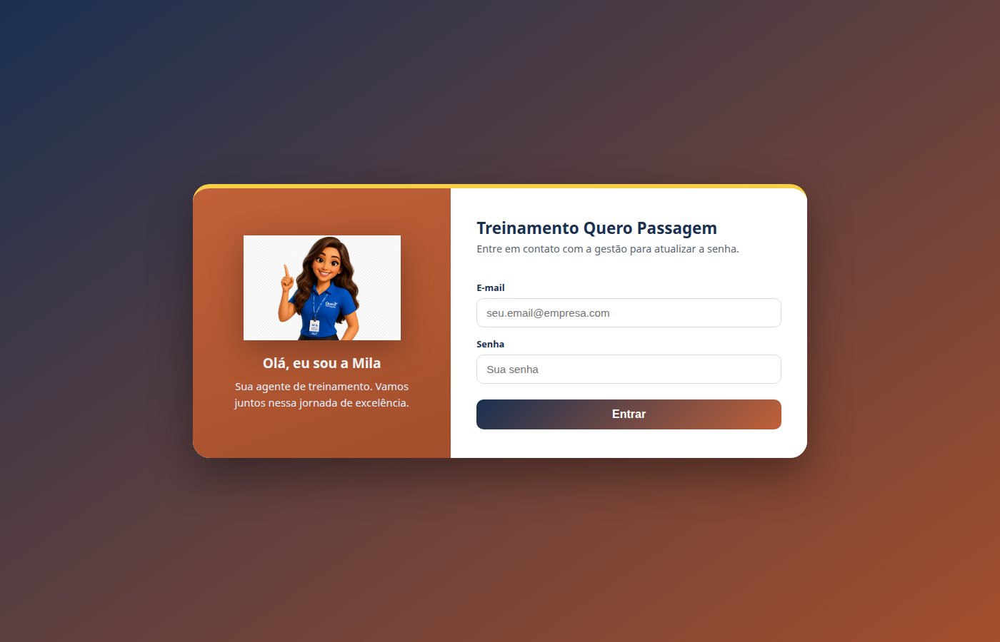 Quero
Olá, eu sou a Mila
Sua agente de treinamento. Vamos
juntos nessa jornada de excelência.
Treinamento Quero Passagem
Entre em contato com a gestão para atualizar a senha.
E-mail
seu.email@empresa.com
Senha
Sua senha
Entrar